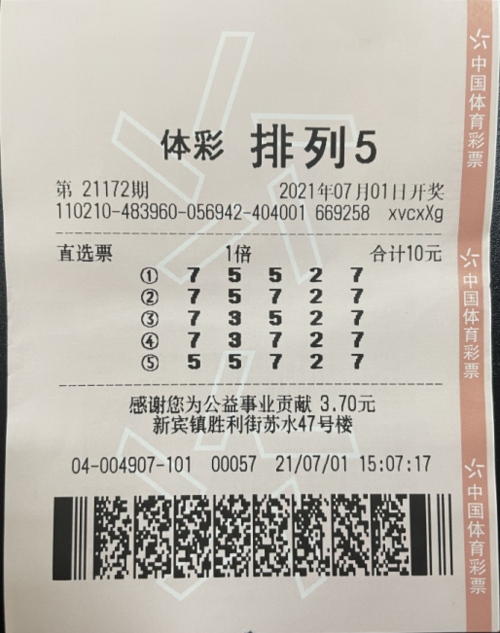 体彩 排列5
第 21172期 2021年07月01日开奖
110210-483960-056942-404001 669258 xvcxXg
直选票 1倍 合计10元
① 7 5 5 2 7
② 7 5 7 2 7
③ 7 3 5 2 7
④ 7 3 7 2 7
⑤ 5 5 7 2 7
感谢您为公益事业贡献 3.70元
新宾镇胜利街苏水47号楼
04-004907-101 00057 21/07/01 15:07:17
中国体育彩票
中国体育彩票
中国体育彩票